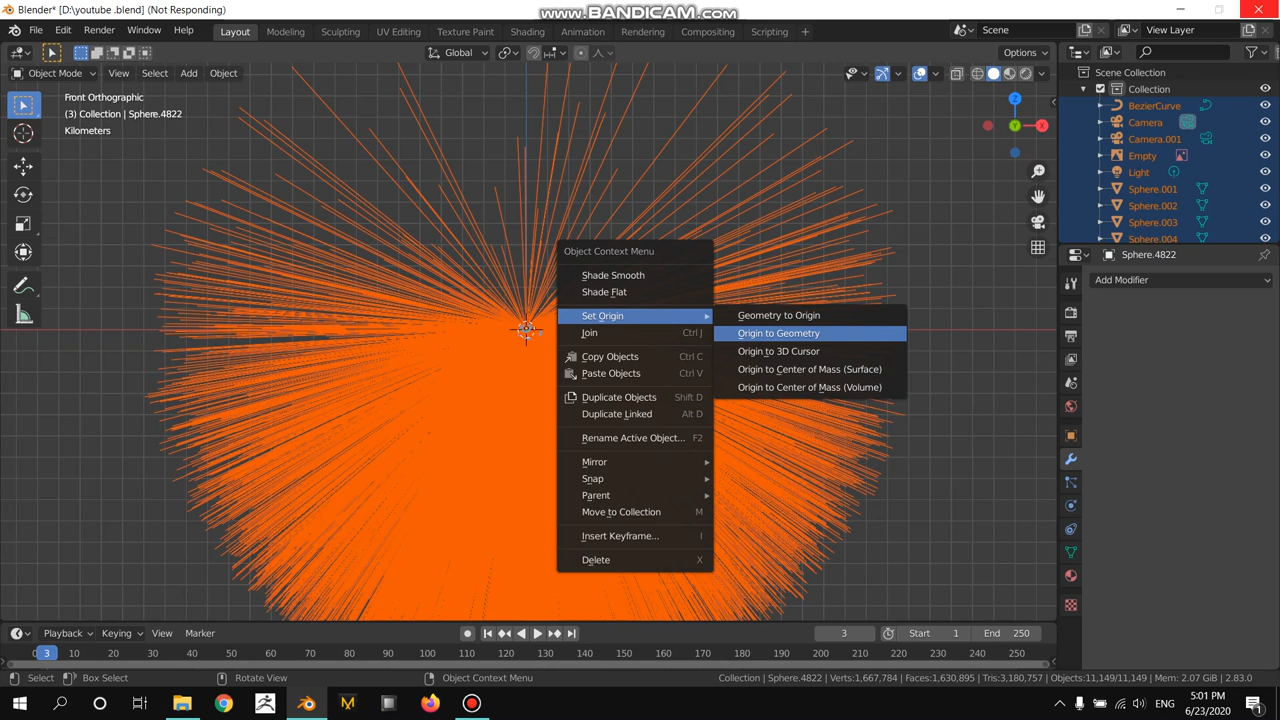 Blender* [D:\youtube .blend] (Not Responding)
www.BANDICAM.com
File Edit Render Window Help
Layout Modeling Sculpting UV Editing Texture Paint Shading Animation Rendering Compositing Scripting +
Scene
View Layer
Global
Options
Object Mode View Select Add Object
Front Orthographic
(3) Collection | Sphere.4822
Kilometers
Z
Y
X
Scene Collection
Collection
BezierCurve
Camera
Camera.001
Empty
Light
Sphere.001
Sphere.002
Sphere.003
Sphere.004
Sphere.4822
Add Modifier
Object Context Menu
Shade Smooth
Shade Flat
Set Origin
Join Ctrl J
Copy Objects Ctrl C
Paste Objects Ctrl V
Duplicate Objects Shift D
Duplicate Linked Alt D
Rename Active Object... F2
Mirror
Snap
Parent
Move to Collection M
Insert Keyframe... I
Delete X
Geometry to Origin
Origin to Geometry
Origin to 3D Cursor
Origin to Center of Mass (Surface)
Origin to Center of Mass (Volume)
Playback Keying View Marker
3
Start 1
End 250
3 10 20 30 40 50 60 70 80 90 100 110 120 130 140 150 160 170 180 190 200 210 220 230 240 250
Select Box Select Rotate View Object Context Menu
Collection | Sphere.4822 | Verts:1,667,784 | Faces:1,630,895 | Tris:3,180,757 | Objects:11,149/11,149 | Mem: 2.07 GiB | 2.83.0
ENG
5:01 PM
6/23/2020
1